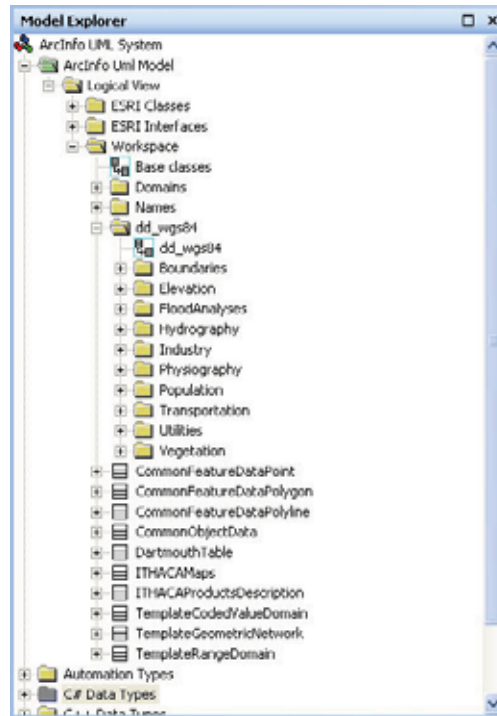 Model Explorer
ArcInfo UML System
ArcInfo Uml Model
Logical View
ESRI Classes
ESRI Interfaces
Workspace
Base classes
Domains
Names
dd_wgs84
dd_wgs84
Boundaries
Elevation
FloodAnalyses
Hydrography
Industry
Physiography
Population
Transportation
Utilities
Vegetation
CommonFeatureDataPoint
CommonFeatureDataPolygon
CommonFeatureDataPolyline
CommonObjectData
DartmouthTable
ITHACAMaps
ITHACAProductsDescription
TemplateCodedValueDomain
TemplateGeometricNetwork
TemplateRangeDomain
Automation Types
C# Data Types
C++ Data Types